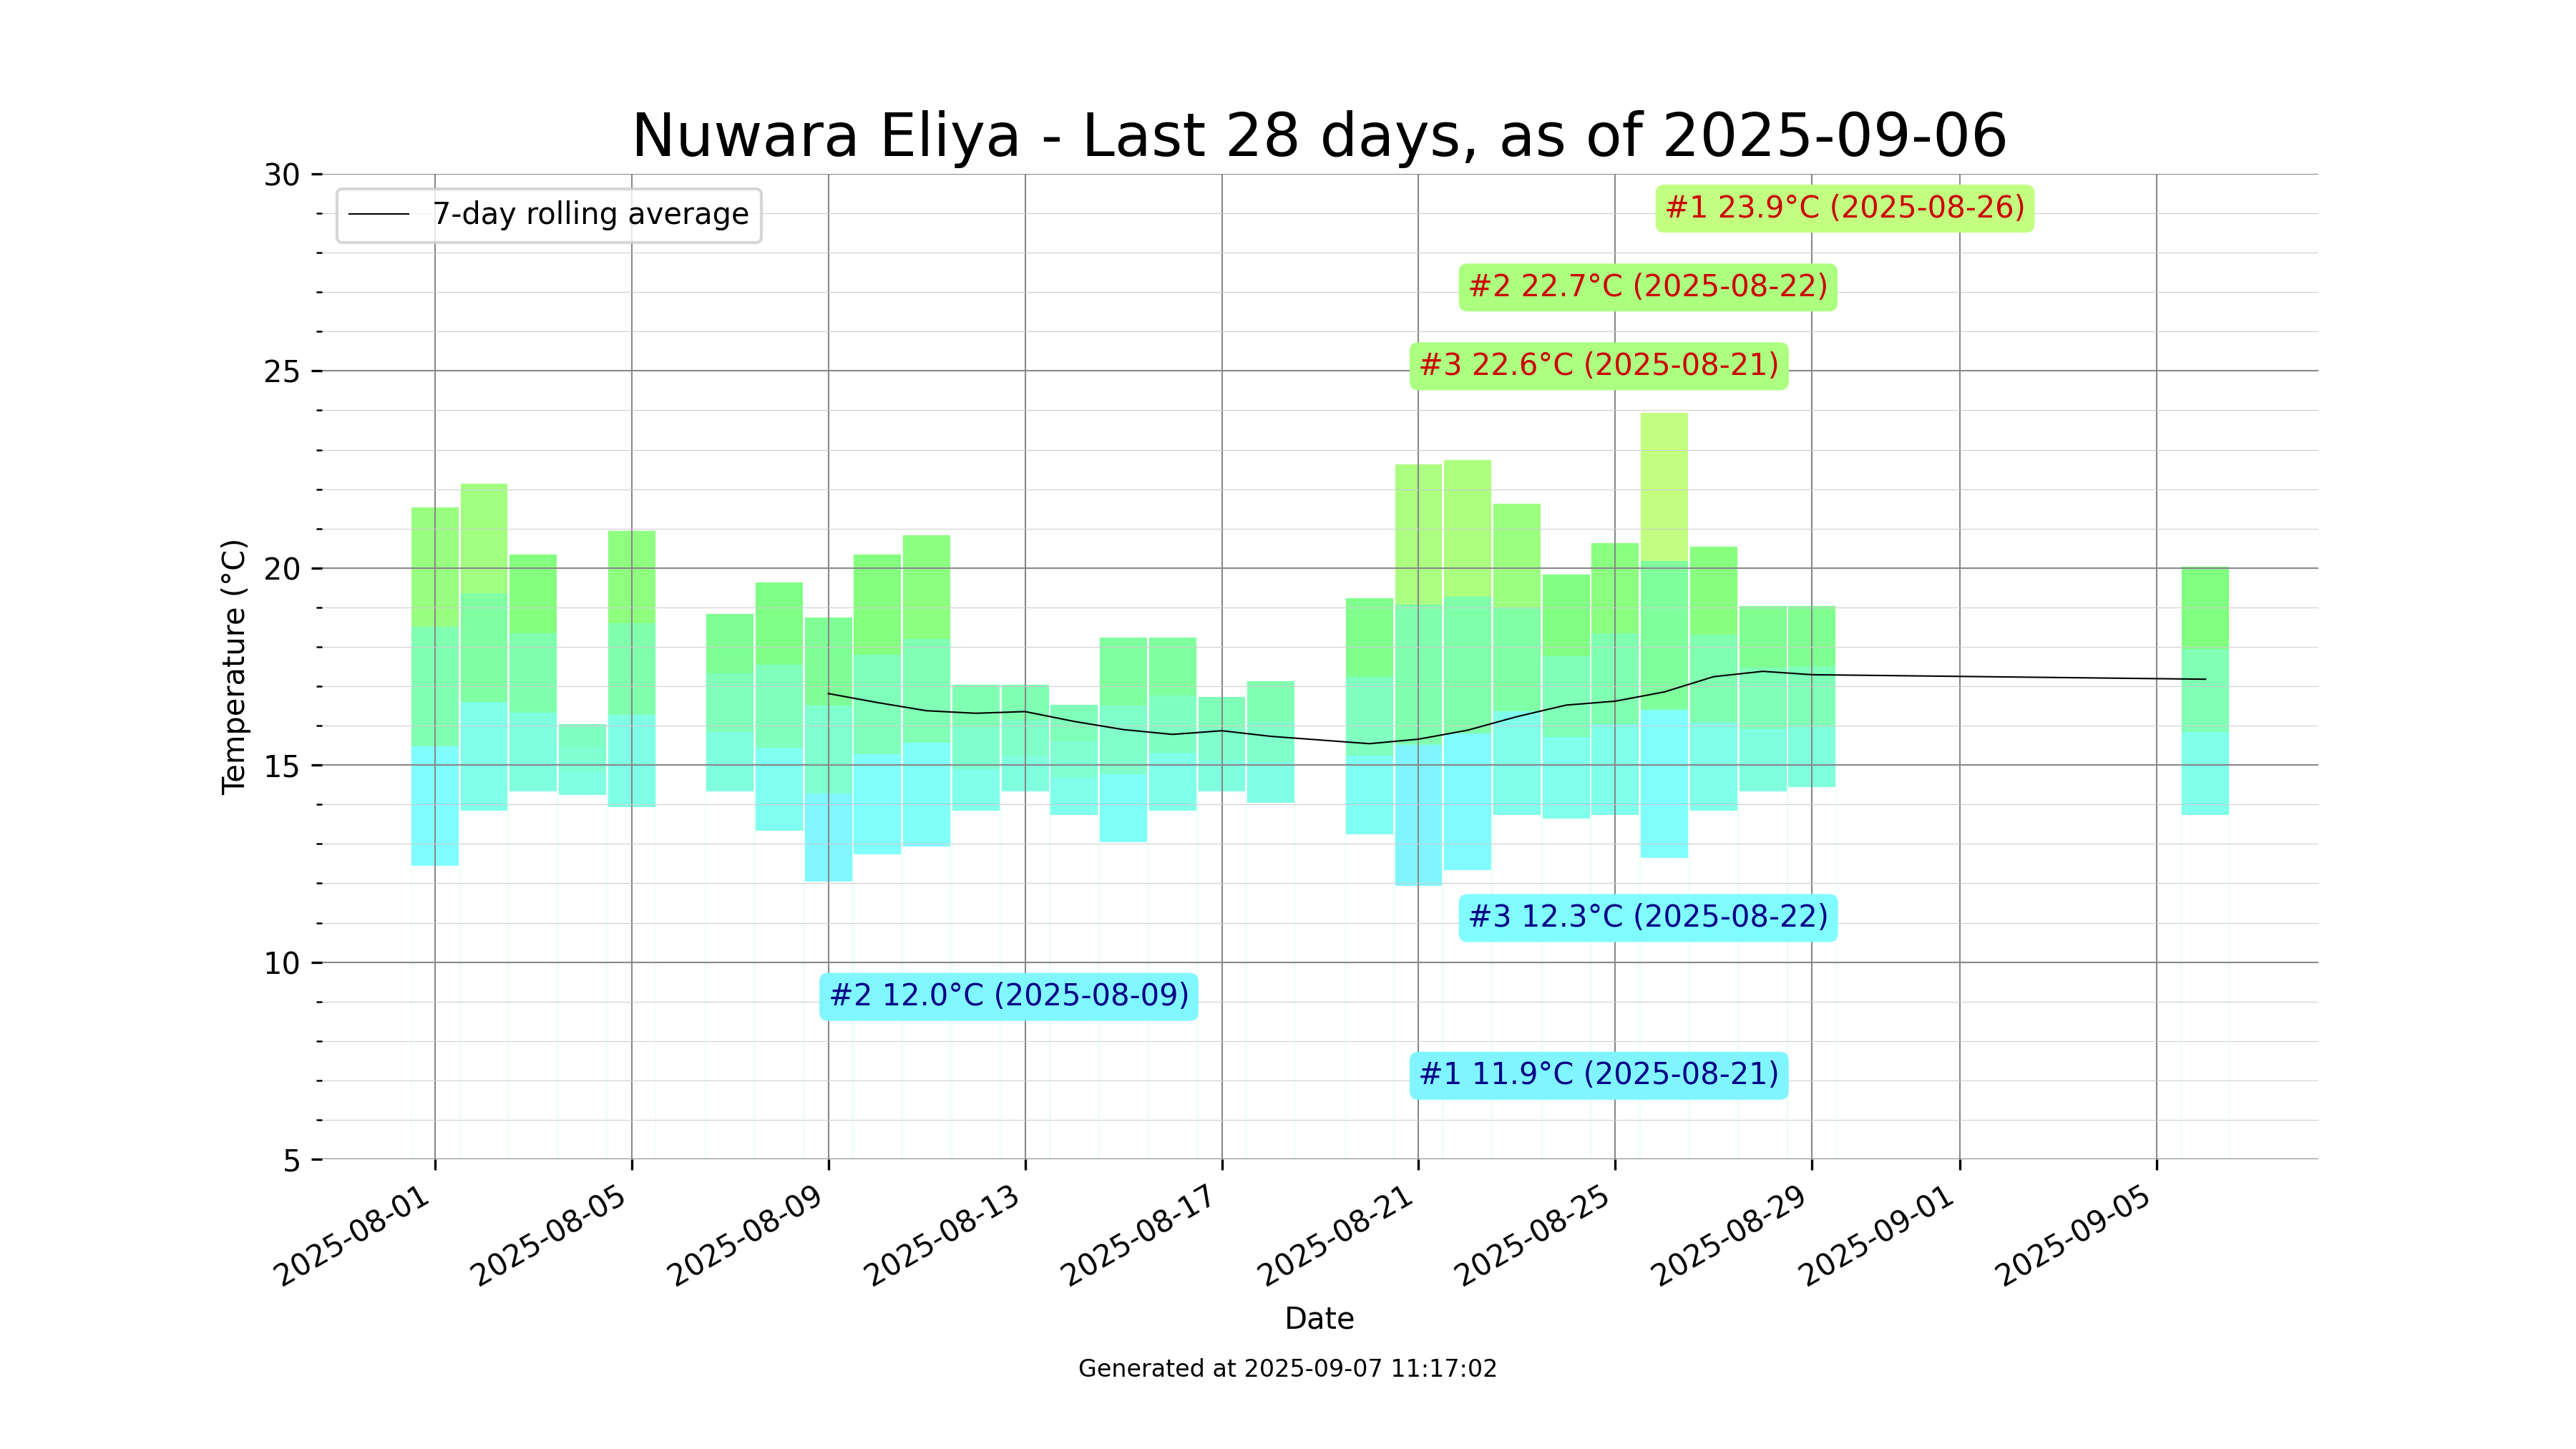 Nuwara Eliya - Last 28 days, as of 2025-09-06
30
7-day rolling average
#1 23.9°C (2025-08-26)
#2 22.7°C (2025-08-22)
#3 22.6°C (2025-08-21)
25
20
Temperature (°C)
15
#3 12.3°C (2025-08-22)
10
#2 12.0°C (2025-08-09)
#1 11.9°C (2025-08-21)
5
2025-08-01
2025-08-05
2025-08-09
2025-08-13
2025-08-17
2025-08-21
2025-08-25
2025-08-29
2025-09-01
2025-09-05
Date
Generated at 2025-09-07 11:17:02